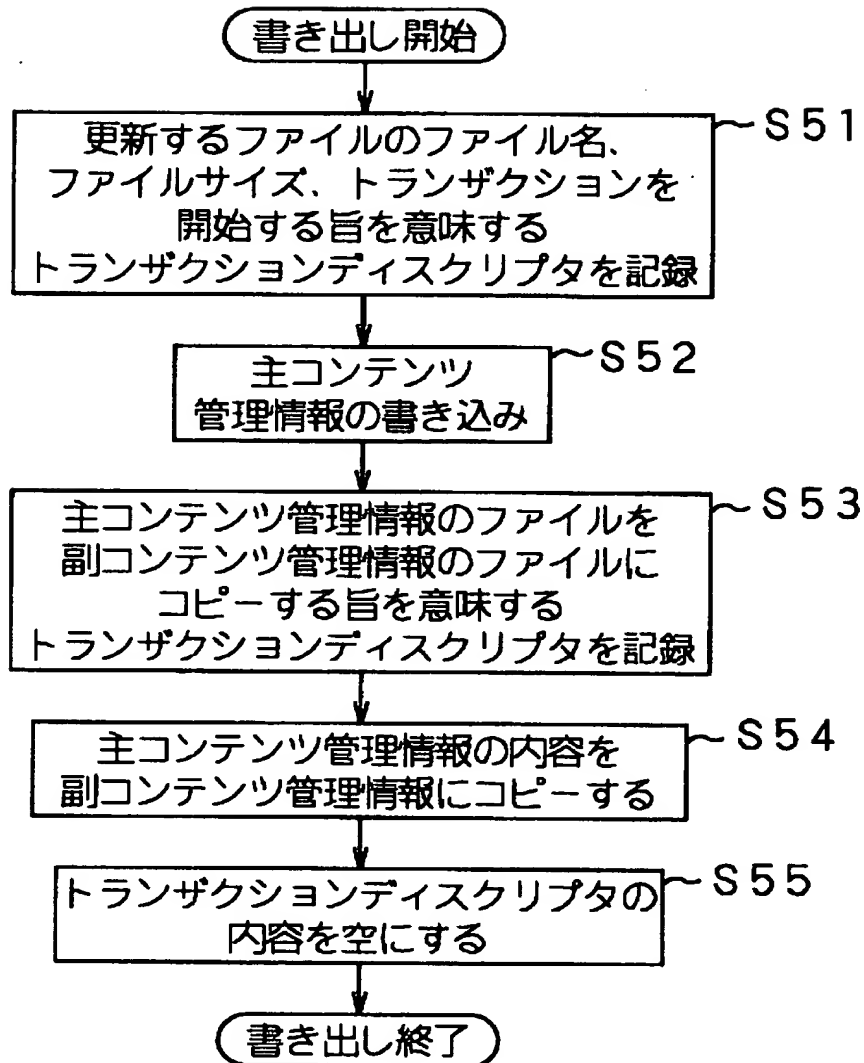 書き出し開始
S51
更新するファイルのファイル名、
ファイルサイズ、トランザクションを
開始する旨を意味する
トランザクションディスクリプタを記録
S52
主コンテンツ
管理情報の書き込み
S53
主コンテンツ管理情報のファイルを
副コンテンツ管理情報のファイルに
コピーする旨を意味する
トランザクションディスクリプタを記録
S54
主コンテンツ管理情報の内容を
副コンテンツ管理情報にコピーする
S55
トランザクションディスクリプタの
内容を空にする
書き出し終了